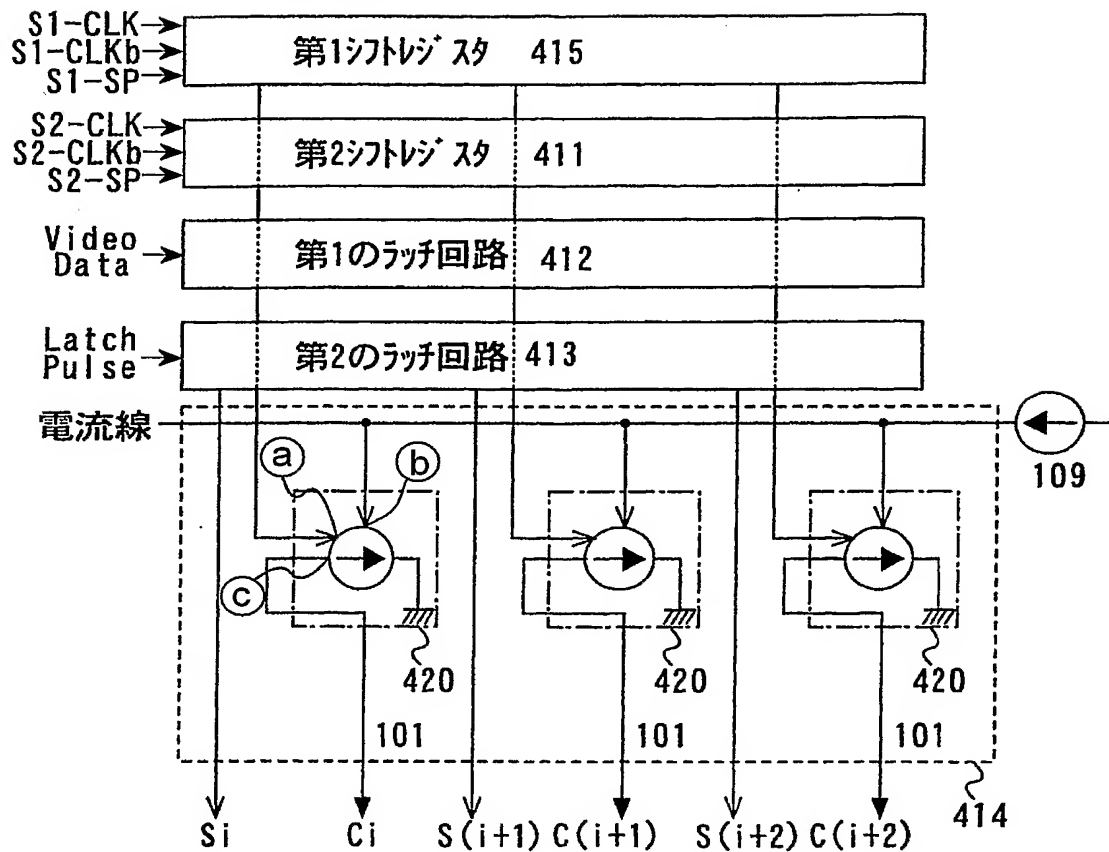 S1-CLK
S1-CLKb
S1-SP
第1シフトレジスタ 415
S2-CLK
S2-CLKb
S2-SP
第2シフトレジスタ 411
Video
Data
第1のラッチ回路 412
Latch
Pulse
第2のラッチ回路 413
電流線
109
a
b
c
420
420
420
101
101
101
414
Si
Ci
S(i+1)
C(i+1)
S(i+2)
C(i+2)